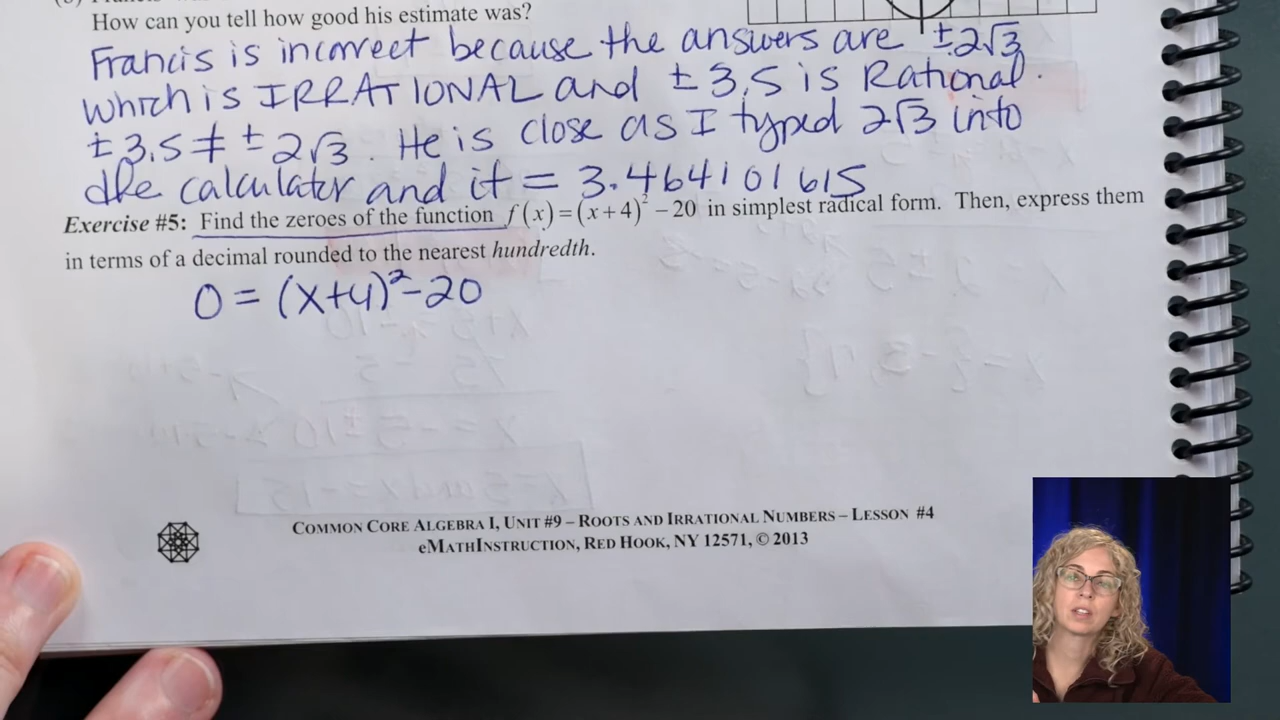 How can you tell how good his estimate was?
Francis is incorrect because the answers are ±2√3
which is IRRATIONAL and ±3.5 is Rational.
±3.5 ≠ ±2√3. He is close as I typed 2√3 into
the calculater and it = 3.464101615
Exercise #5: Find the zeroes of the function f(x)=(x+4)²−20 in simplest radical form. Then, express them
in terms of a decimal rounded to the nearest hundredth.
0 = (x+4)²-20
COMMON CORE ALGEBRA I, UNIT #9 – ROOTS AND IRRATIONAL NUMBERS – LESSON #4
eMATHINSTRUCTION, RED HOOK, NY 12571, © 2013